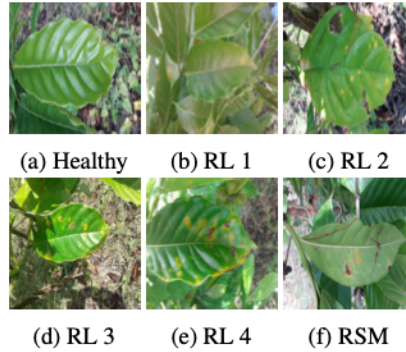 (a) Healthy
(b) RL 1
(c) RL 2
(d) RL 3
(e) RL 4
(f) RSM